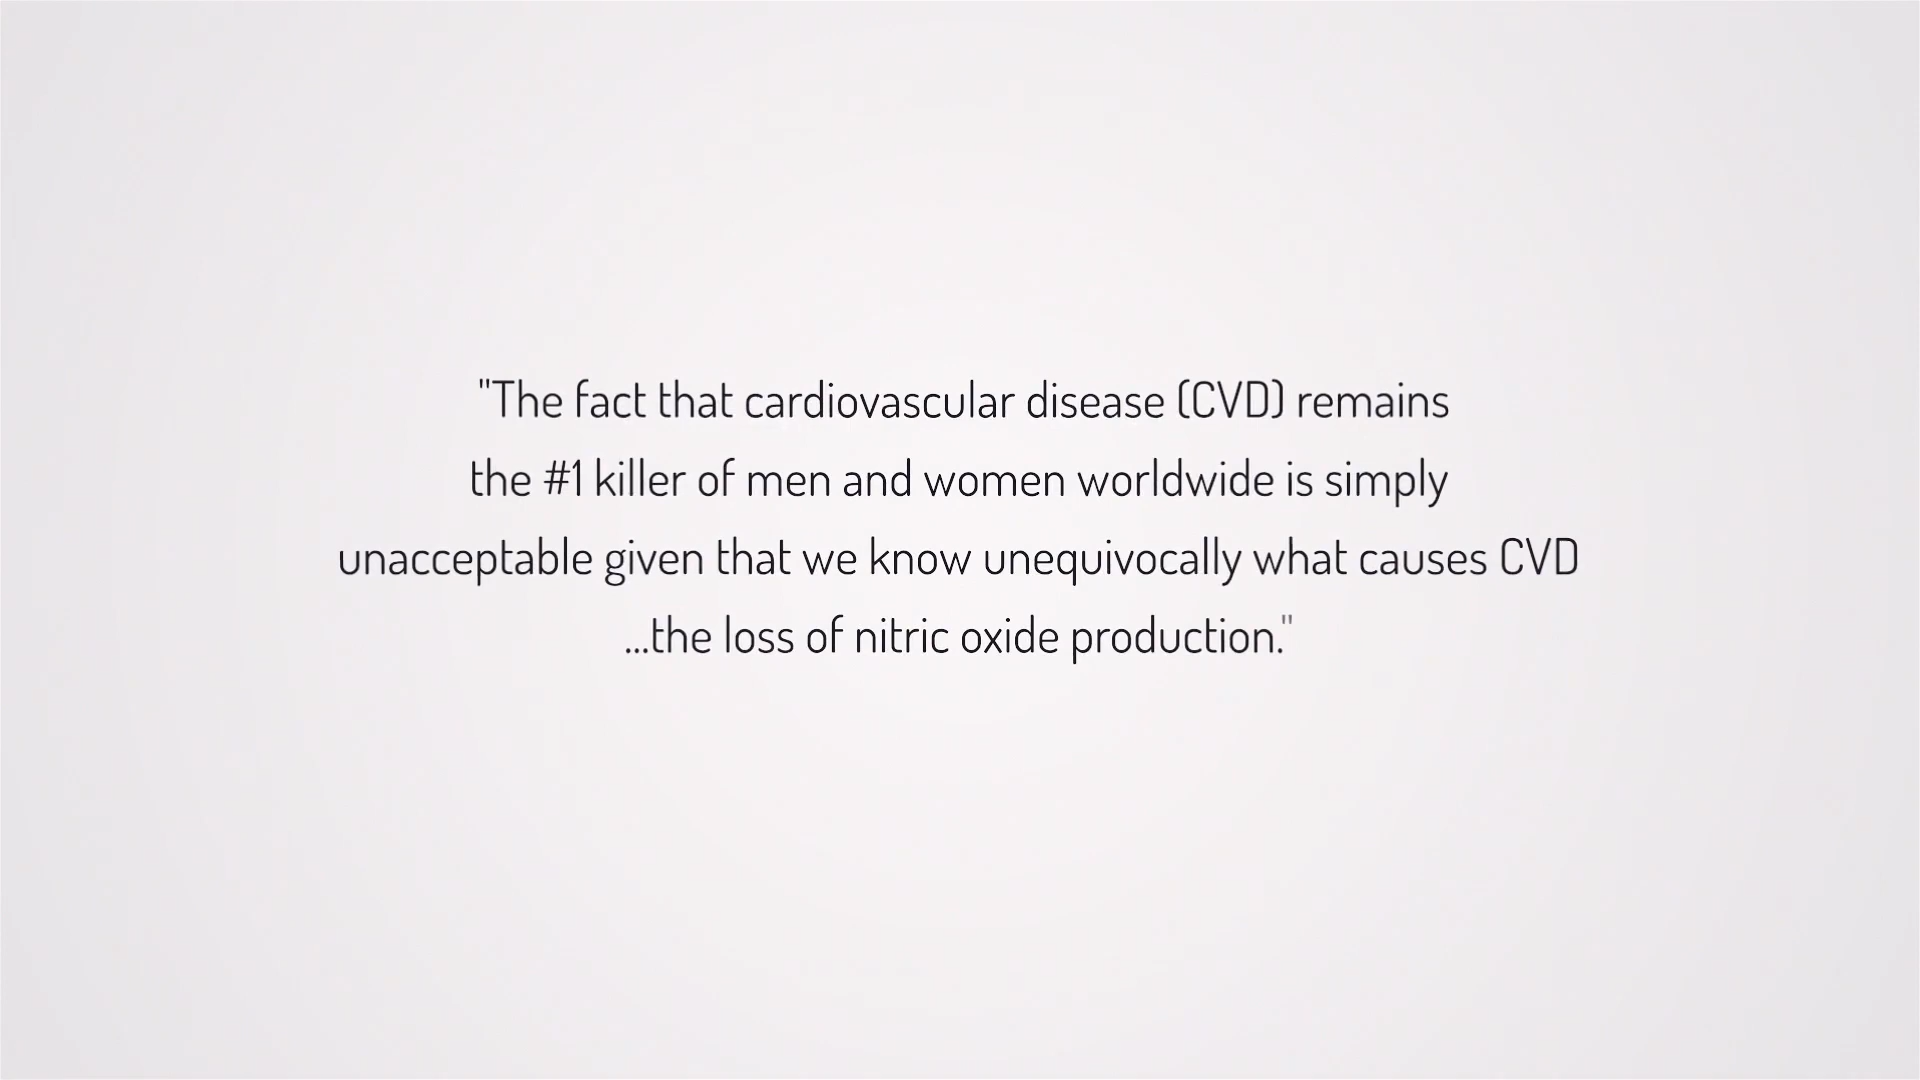 "The fact that cardiovascular disease (CVD) remains
the #1 killer of men and women worldwide is simply
unacceptable given that we know unequivocally what causes CVD
...the loss of nitric oxide production."